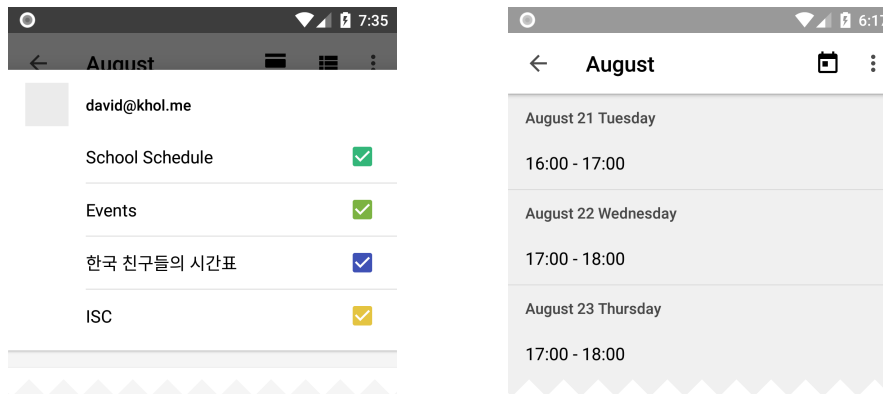 7:35
August
david@khol.me
School Schedule
Events
한국 친구들의 시간표
ISC
6:17
August
August 21 Tuesday
16:00 - 17:00
August 22 Wednesday
17:00 - 18:00
August 23 Thursday
17:00 - 18:00